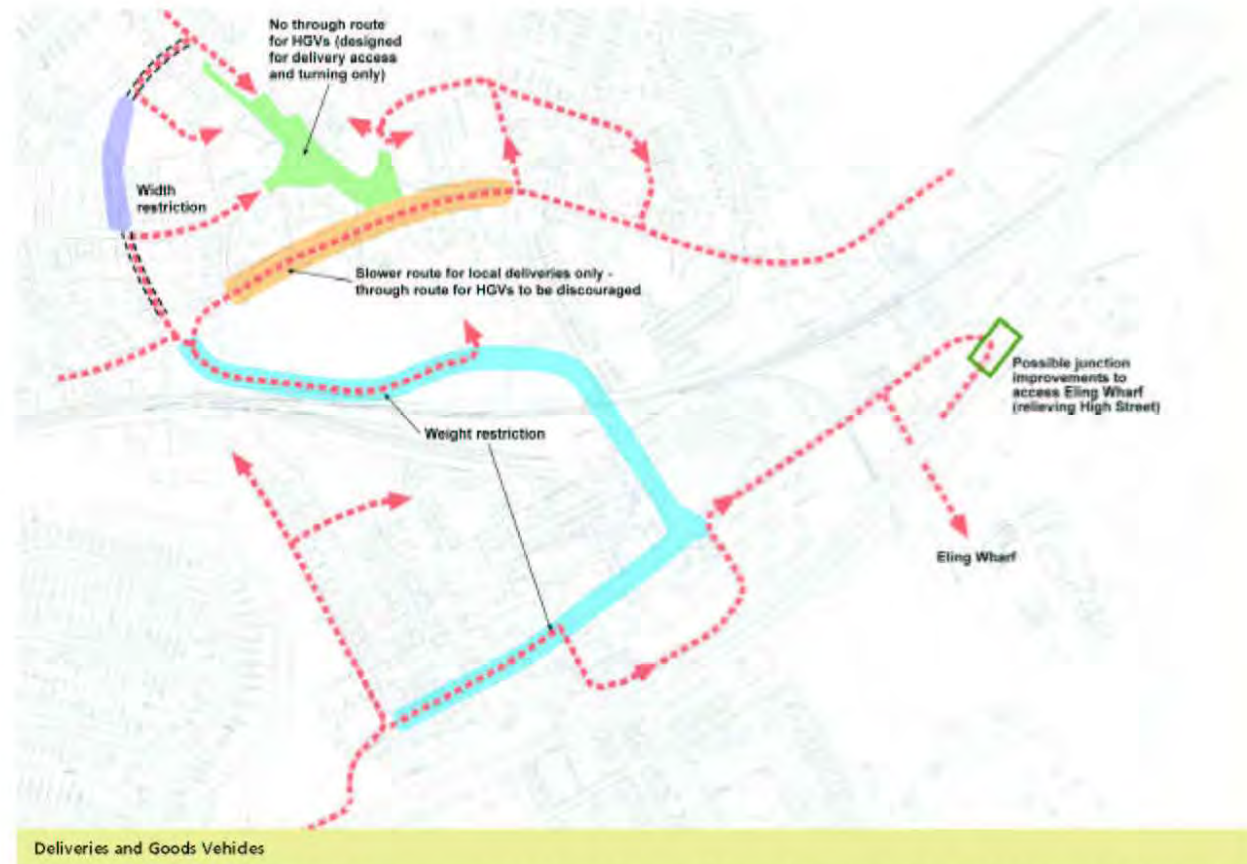 No through route
for HGVs (designed
for delivery access
and turning only)
Width
restriction
Slower route for local deliveries only -
through route for HGVs to be discouraged
Possible junction
improvements to
access Eling Wharf
(relieving High Street)
Weight restriction
Eling Wharf
Deliveries and Goods Vehicles